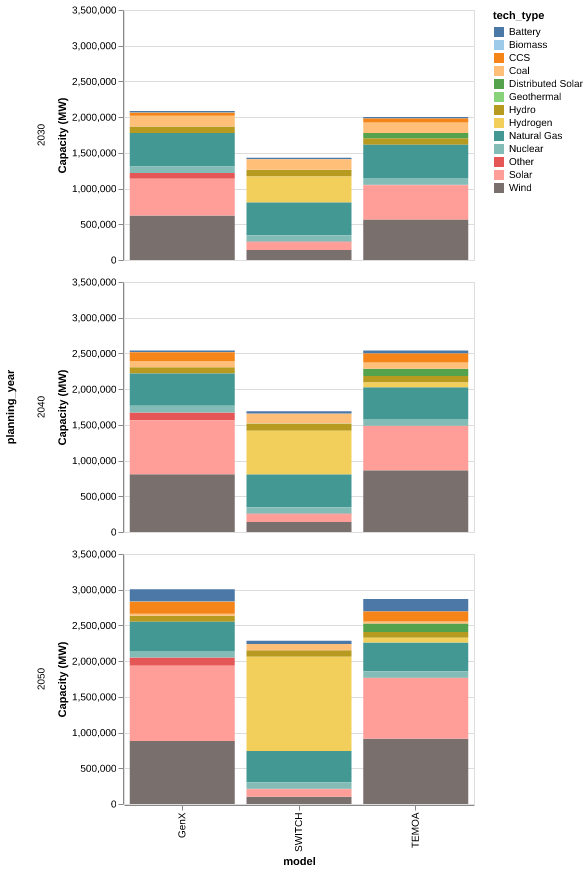 tech_type
Battery
Biomass
CCS
Coal
Distributed Solar
Geothermal
Hydro
Hydrogen
Natural Gas
Nuclear
Other
Solar
Wind
planning_year
2030
Capacity (MW)
3,500,000
3,000,000
2,500,000
2,000,000
1,500,000
1,000,000
500,000
0
2040
Capacity (MW)
3,500,000
3,000,000
2,500,000
2,000,000
1,500,000
1,000,000
500,000
0
2050
Capacity (MW)
3,500,000
3,000,000
2,500,000
2,000,000
1,500,000
1,000,000
500,000
0
GenX
SWITCH
TEMOA
model